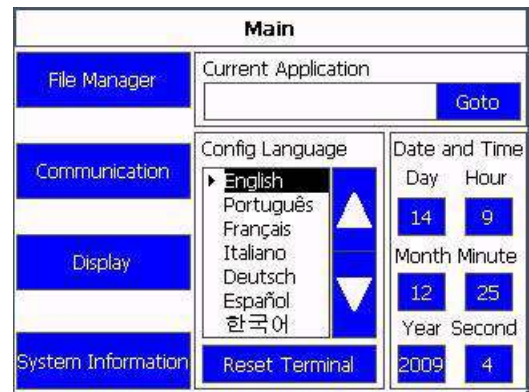 Main
File Manager
Communication
Display
System Information
Current Application
Goto
Config Language
English
Português
Français
Italiano
Deutsch
Español
한국어
Reset Terminal
Date and Time
Day Hour
14 9
Month Minute
12 25
Year Second
2009 4